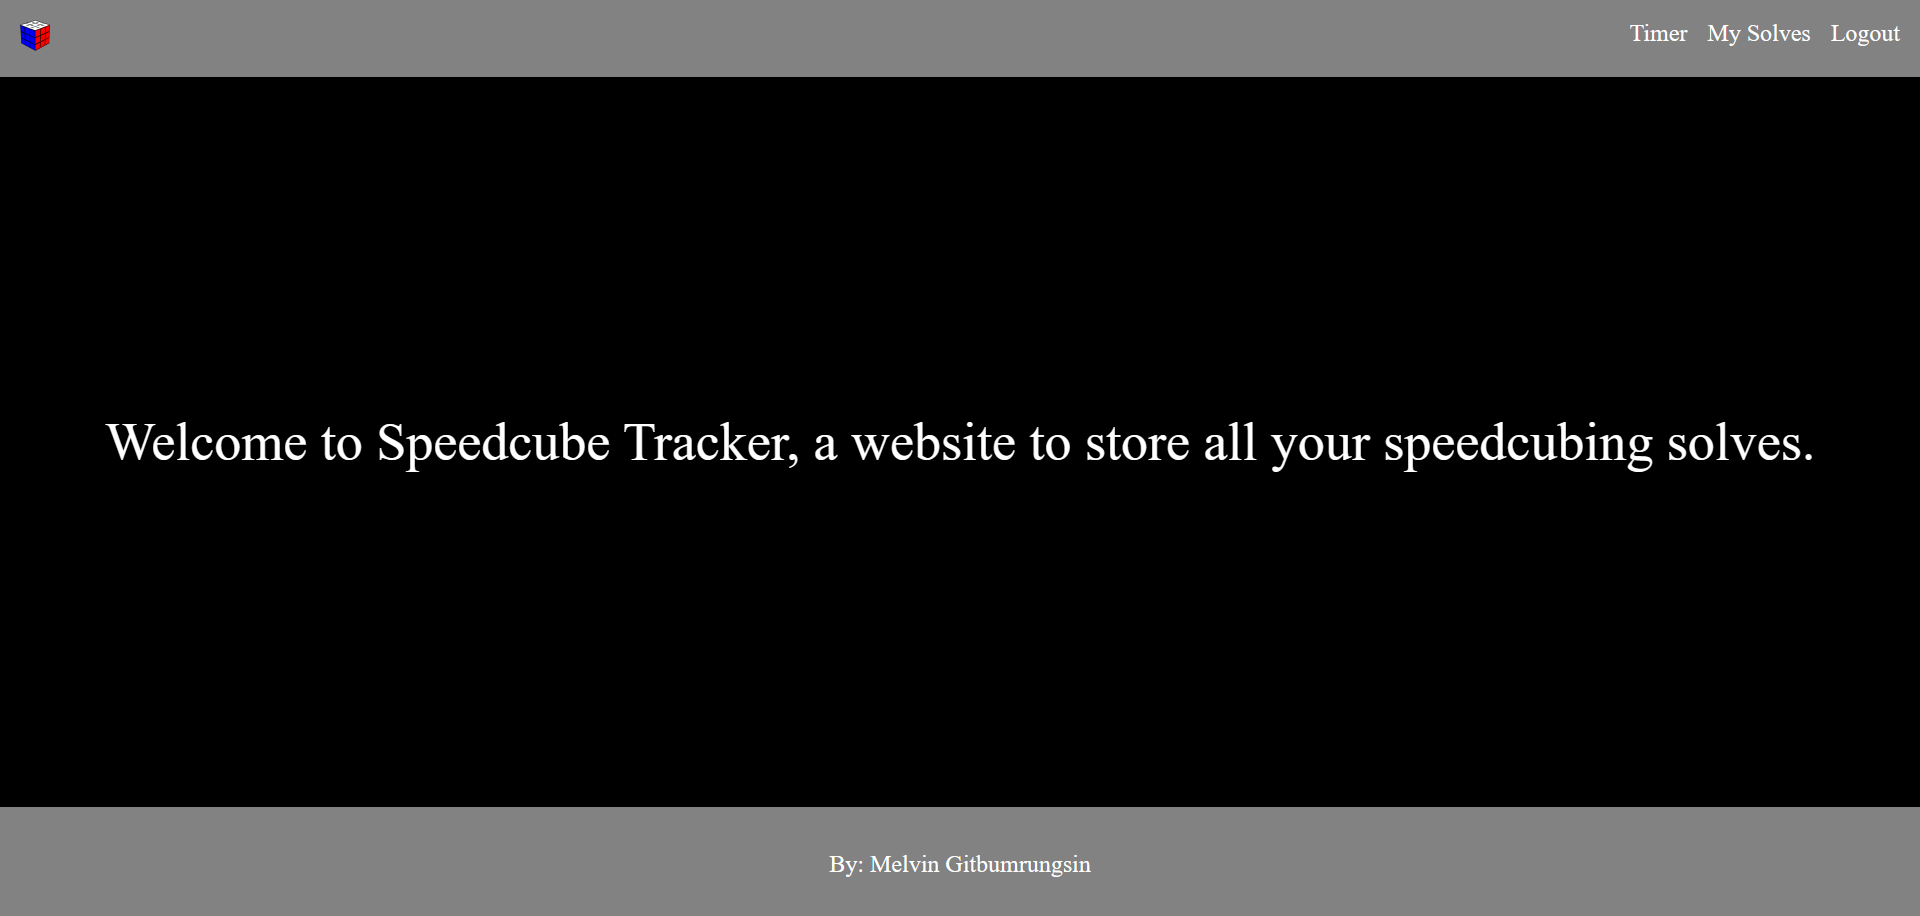 Timer My Solves Logout
Welcome to Speedcube Tracker, a website to store all your speedcubing solves.
By: Melvin Gitbumrungsin